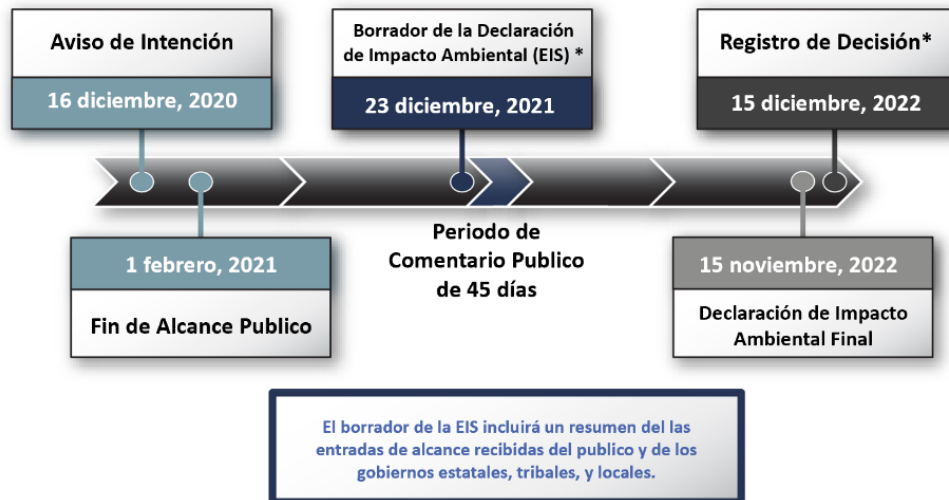 Aviso de Intención
16 diciembre, 2020
Borrador de la Declaración
de Impacto Ambiental (EIS) *
23 diciembre, 2021
Registro de Decisión*
15 diciembre, 2022
1 febrero, 2021
Fin de Alcance Publico
Periodo de
Comentario Publico
de 45 días
15 noviembre, 2022
Declaración de Impacto
Ambiental Final
El borrador de la EIS incluirá un resumen del las
entradas de alcance recibidas del publico y de los
gobiernos estatales, tribales, y locales.